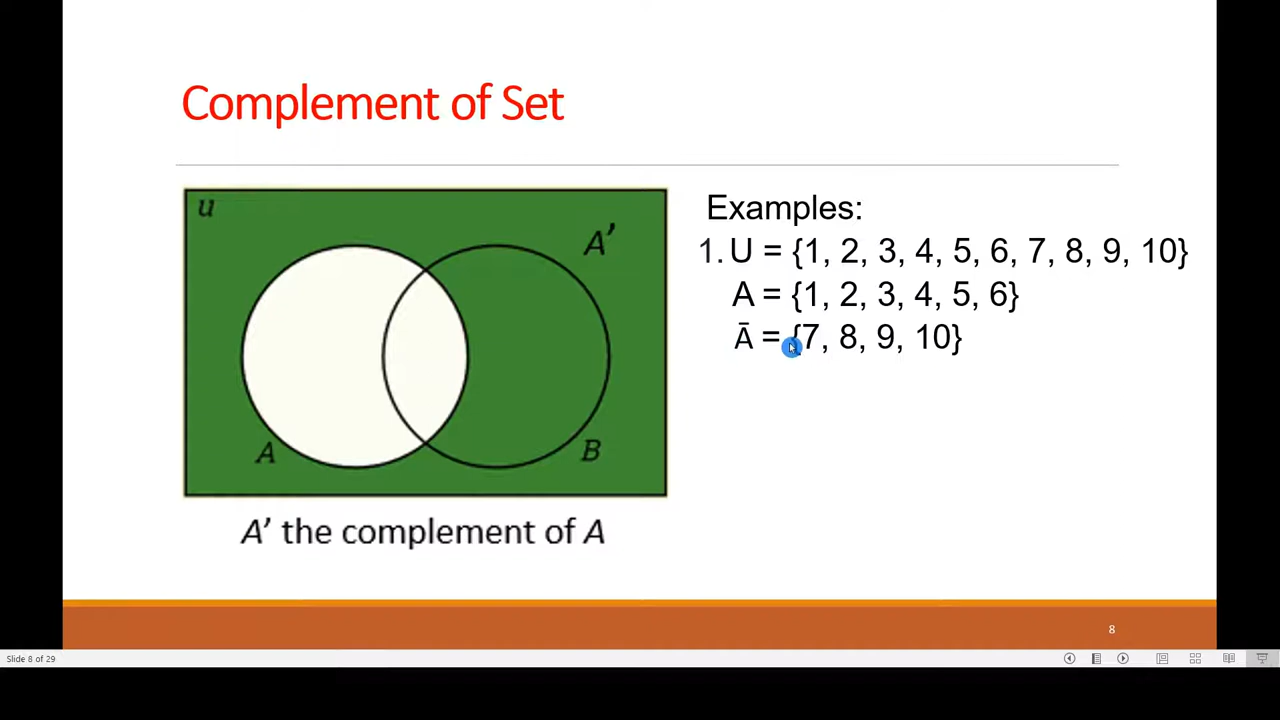 Complement of Set
u
A′
A
B
A′ the complement of A
Examples:
1. U = {1, 2, 3, 4, 5, 6, 7, 8, 9, 10}
A = {1, 2, 3, 4, 5, 6}
Ā = {7, 8, 9, 10}
8
Slide 8 of 29